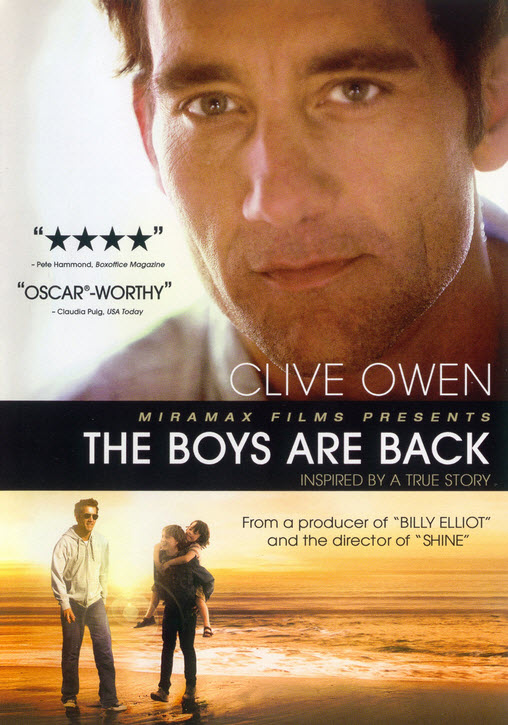 "★★★★"
– Pete Hammond, Boxoffice Magazine
"OSCAR®-WORTHY"
– Claudia Puig, USA Today
CLIVE OWEN
MIRAMAX FILMS PRESENTS
THE BOYS ARE BACK
INSPIRED BY A TRUE STORY
From a producer of "BILLY ELLIOT"
and the director of "SHINE"